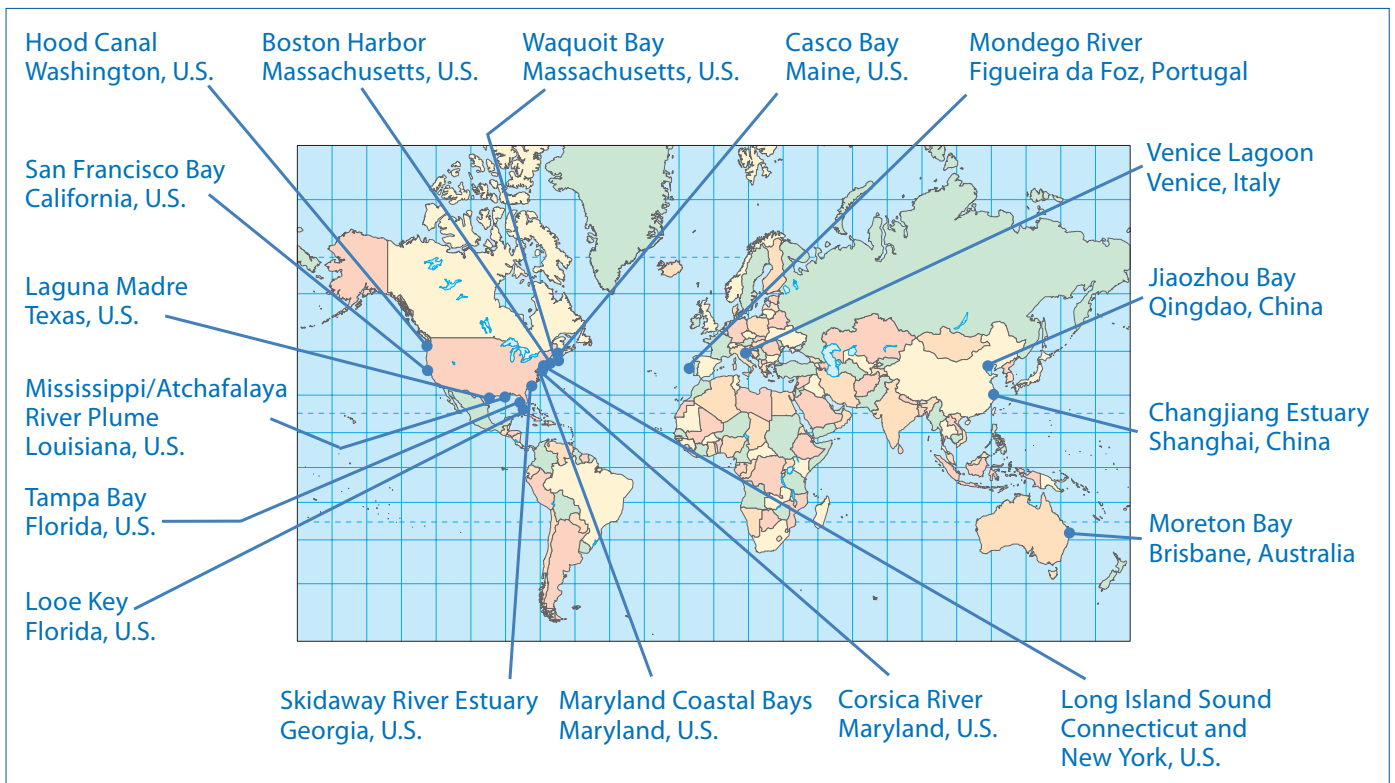 Hood Canal
Washington, U.S.
Boston Harbor
Massachusetts, U.S.
Waquoit Bay
Massachusetts, U.S.
Casco Bay
Maine, U.S.
Mondego River
Figueira da Foz, Portugal
San Francisco Bay
California, U.S.
Venice Lagoon
Venice, Italy
Laguna Madre
Texas, U.S.
Jiaozhou Bay
Qingdao, China
Mississippi/Atchafalaya
River Plume
Louisiana, U.S.
Changjiang Estuary
Shanghai, China
Tampa Bay
Florida, U.S.
Moreton Bay
Brisbane, Australia
Looe Key
Florida, U.S.
Skidaway River Estuary
Georgia, U.S.
Maryland Coastal Bays
Maryland, U.S.
Corsica River
Maryland, U.S.
Long Island Sound
Connecticut and
New York, U.S.